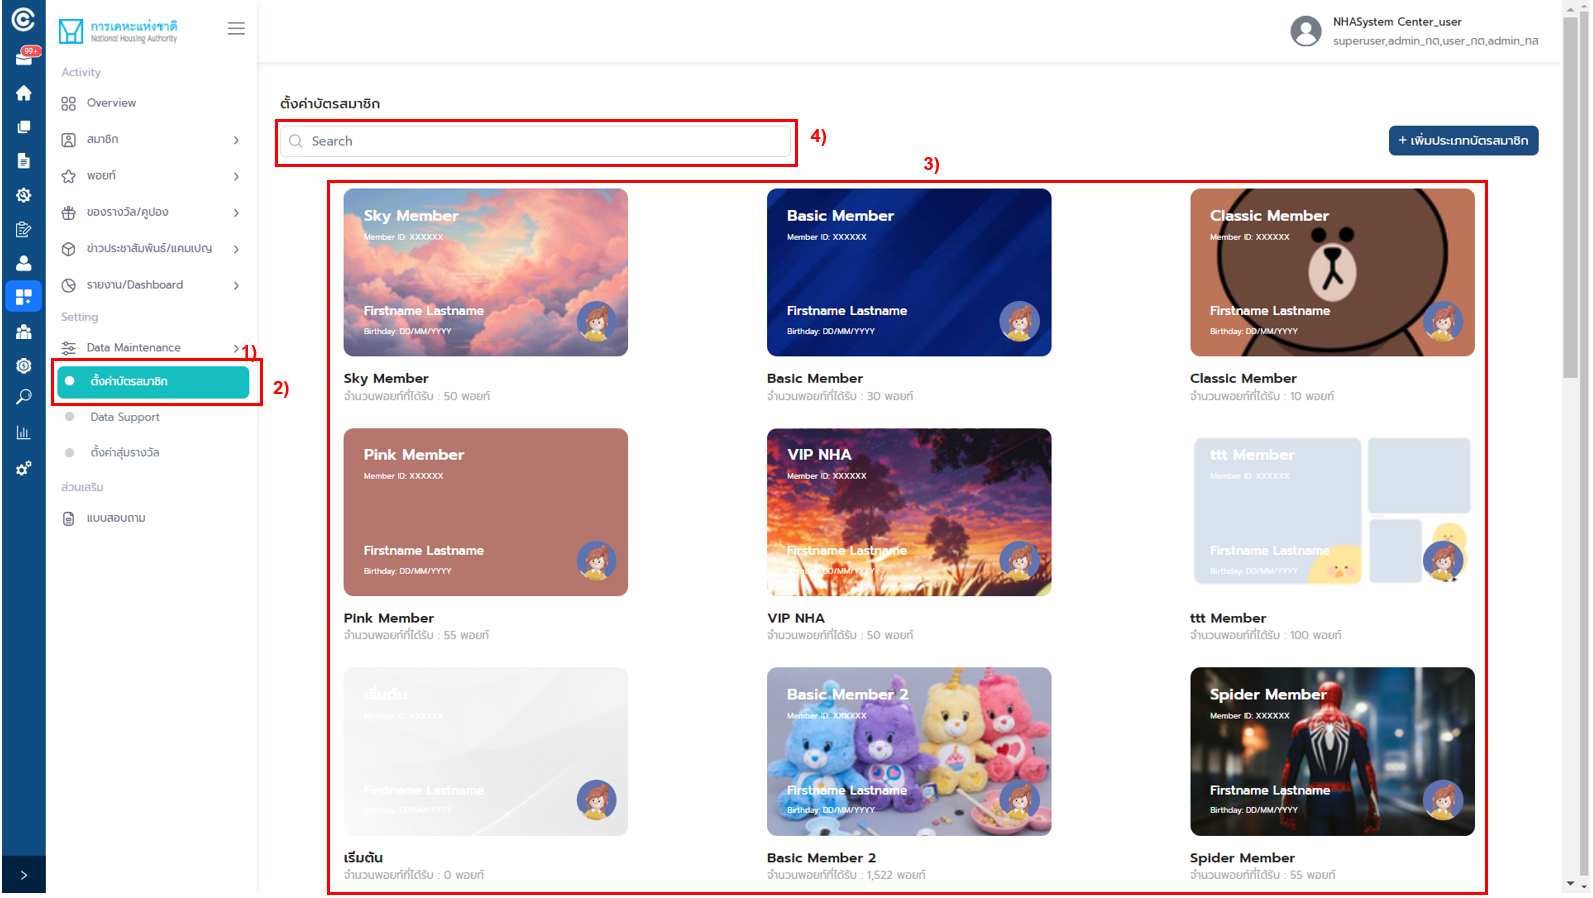 99+
การเคหะแห่งชาติ
National Housing Authority
NHASystem Center_user
superuser,admin_กต,user_กต,admin_กส
Activity
Overview
สมาชิก
พอยท์
ของรางวัล/คูปอง
ข่าวประชาสัมพันธ์/แคมเปญ
รายงาน/Dashboard
Setting
Data Maintenance
1)
ตั้งค่าบัตรสมาชิก
2)
Data Support
ตั้งค่าสุ่มรางวัล
ส่วนเสริม
แบบสอบถาม
ตั้งค่าบัตรสมาชิก
Search
4)
+ เพิ่มประเภทบัตรสมาชิก
3)
Sky Member
Member ID: XXXXXX
Firstname Lastname
Birthday: DD/MM/YYYY
Sky Member
จำนวนพอยท์ที่ได้รับ : 50 พอยท์
Basic Member
Member ID: XXXXXX
Firstname Lastname
Birthday: DD/MM/YYYY
Basic Member
จำนวนพอยท์ที่ได้รับ : 30 พอยท์
Classic Member
Member ID: XXXXXX
Firstname Lastname
Birthday: DD/MM/YYYY
Classic Member
จำนวนพอยท์ที่ได้รับ : 10 พอยท์
Pink Member
Member ID: XXXXXX
Firstname Lastname
Birthday: DD/MM/YYYY
Pink Member
จำนวนพอยท์ที่ได้รับ : 55 พอยท์
VIP NHA
Member ID: XXXXXX
Firstname Lastname
Birthday: DD/MM/YYYY
VIP NHA
จำนวนพอยท์ที่ได้รับ : 50 พอยท์
ttt Member
Member ID: XXXXXX
Firstname Lastname
Birthday: DD/MM/YYYY
ttt Member
จำนวนพอยท์ที่ได้รับ : 100 พอยท์
เริ่มต้น
Member ID: XXXXXX
Firstname Lastname
Birthday: DD/MM/YYYY
เริ่มต้น
จำนวนพอยท์ที่ได้รับ : 0 พอยท์
Basic Member 2
Member ID: XXXXXX
Firstname Lastname
Birthday: DD/MM/YYYY
Basic Member 2
จำนวนพอยท์ที่ได้รับ : 1,522 พอยท์
Spider Member
Member ID: XXXXXX
Firstname Lastname
Birthday: DD/MM/YYYY
Spider Member
จำนวนพอยท์ที่ได้รับ : 55 พอยท์